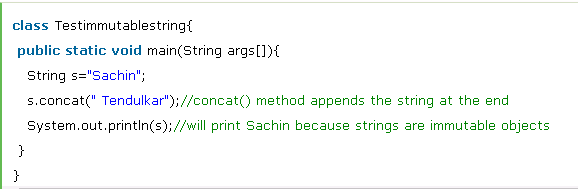 class Testimmutablestring{
public static void main(String args[]){
String s="Sachin";
s.concat(" Tendulkar");//concat() method appends the string at the end
System.out.println(s);//will print Sachin because strings are immutable objects
}
}